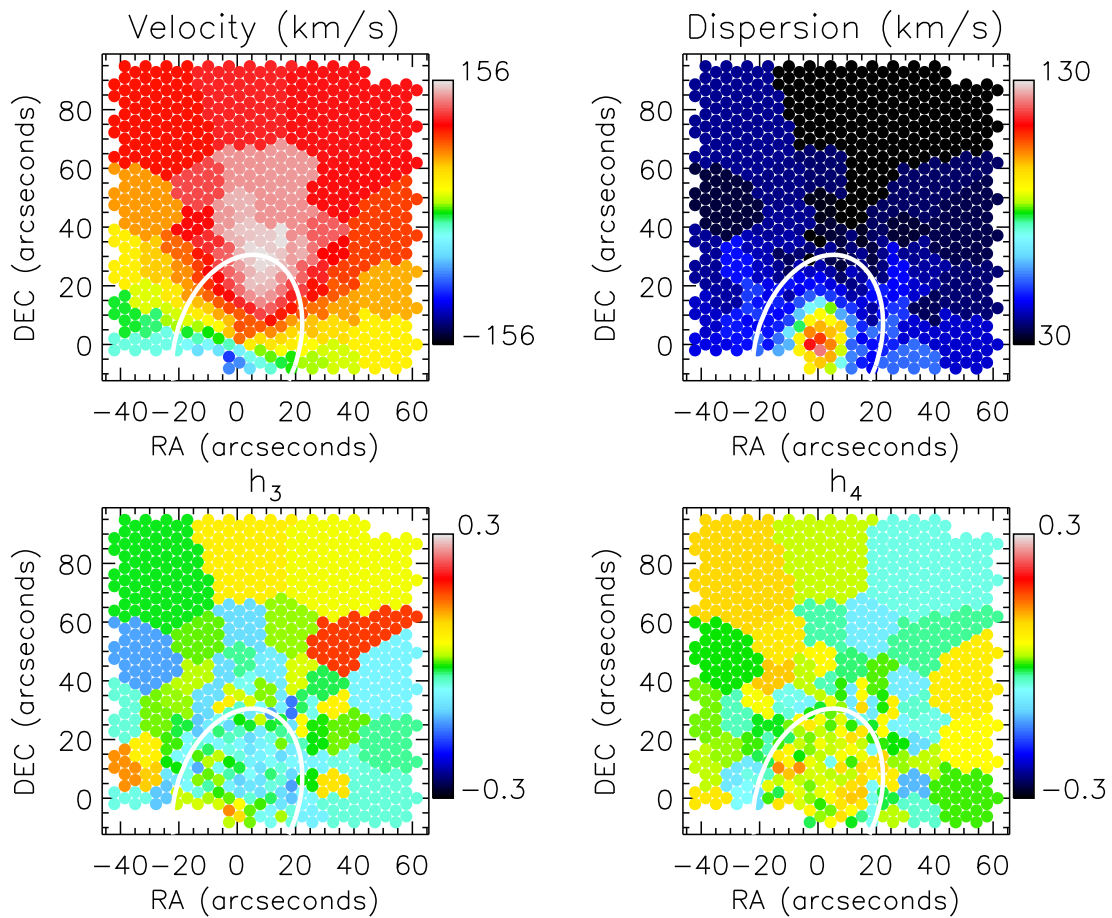 Velocity (km/s)
Dispersion (km/s)
156
130
80
60
40
20
0
80
60
40
20
0
DEC (arcseconds)
DEC (arcseconds)
−156
30
−40 −20 0 20 40 60
−40 −20 0 20 40 60
RA (arcseconds)
RA (arcseconds)
h₃
h₄
0.3
0.3
80
60
40
20
0
80
60
40
20
0
DEC (arcseconds)
DEC (arcseconds)
−0.3
−0.3
−40 −20 0 20 40 60
−40 −20 0 20 40 60
RA (arcseconds)
RA (arcseconds)